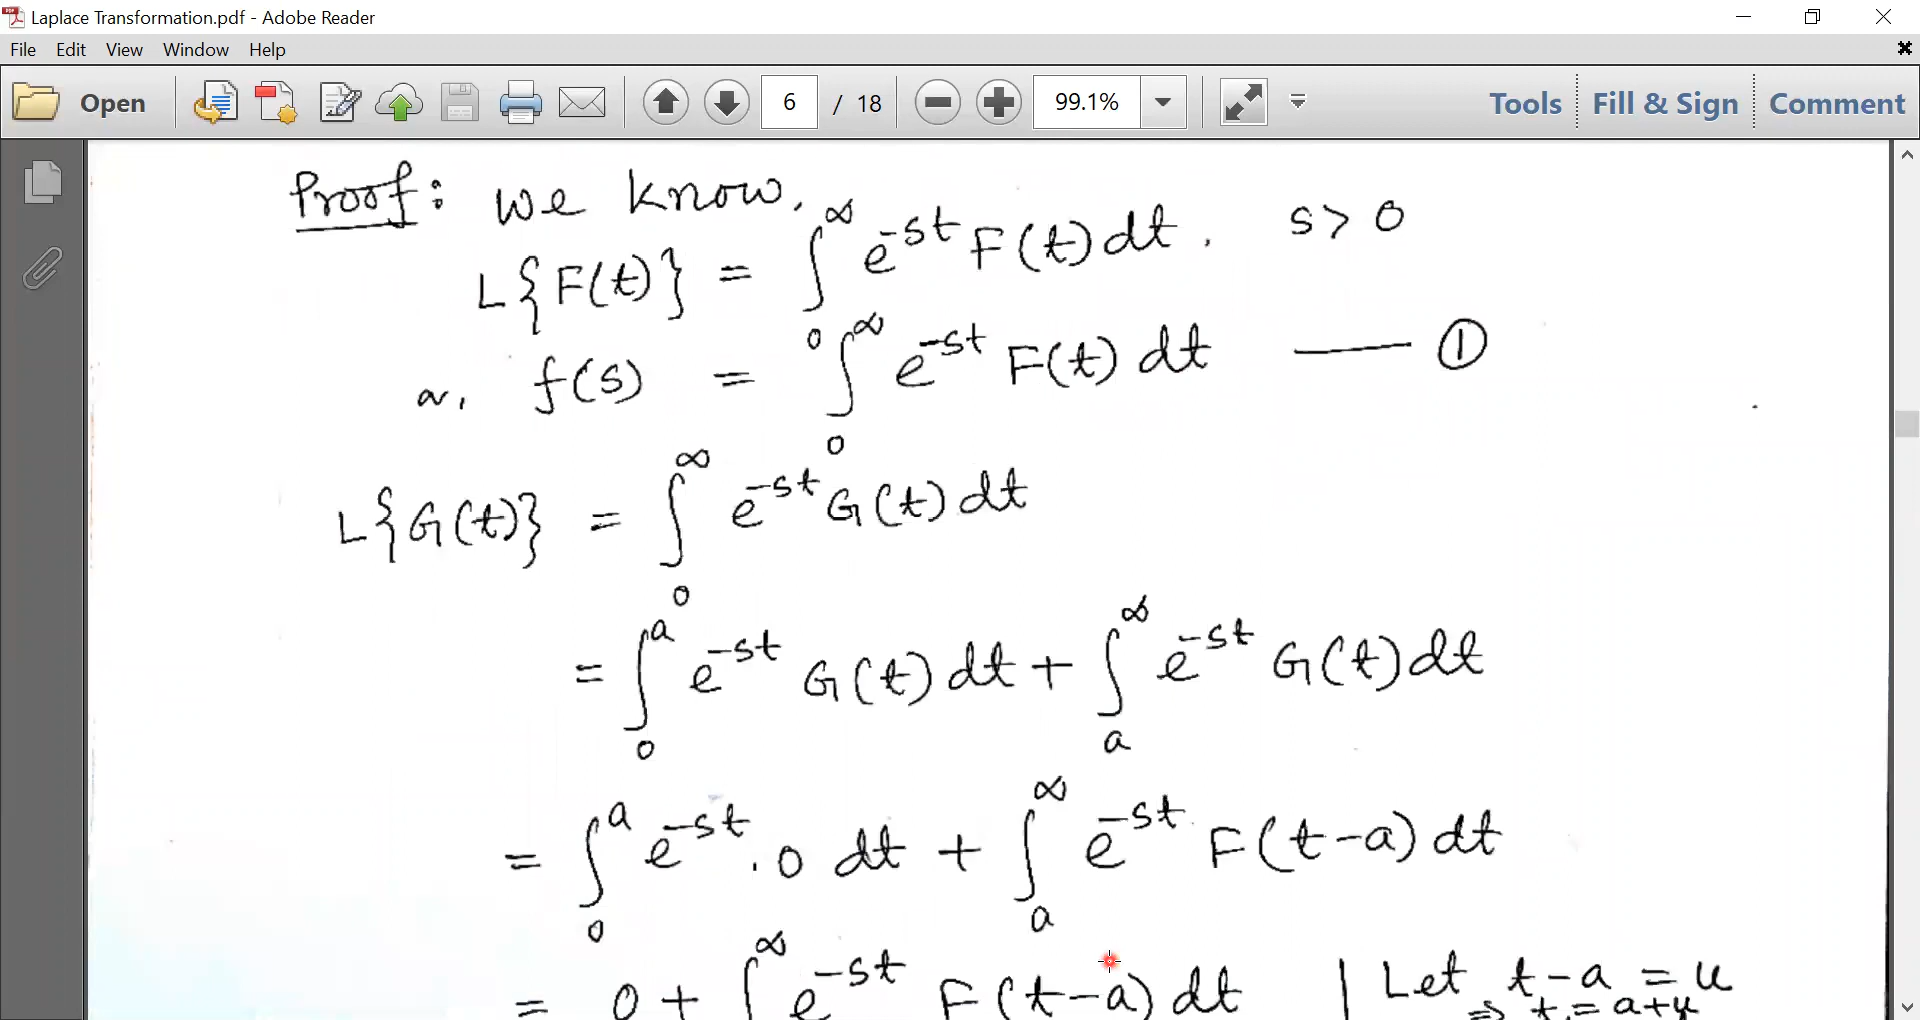 Laplace Transformation.pdf - Adobe Reader
File Edit View Window Help
Open 6 / 18 99.1% Tools Fill & Sign Comment
Proof: We know,
L{F(t)} = ∫₀^∞ e^{-st} F(t) dt, s > 0
or, f(s) = ∫₀^∞ e^{-st} F(t) dt —— ①
L{G(t)} = ∫₀^∞ e^{-st} G(t) dt
= ∫₀^a e^{-st} G(t) dt + ∫ₐ^∞ e^{-st} G(t) dt
= ∫₀^a e^{-st} . 0 dt + ∫ₐ^∞ e^{-st} F(t-a) dt
= 0 + ∫^∞ e^{-st} F(t-a) dt | Let t-a = u
⇒ t = a+u